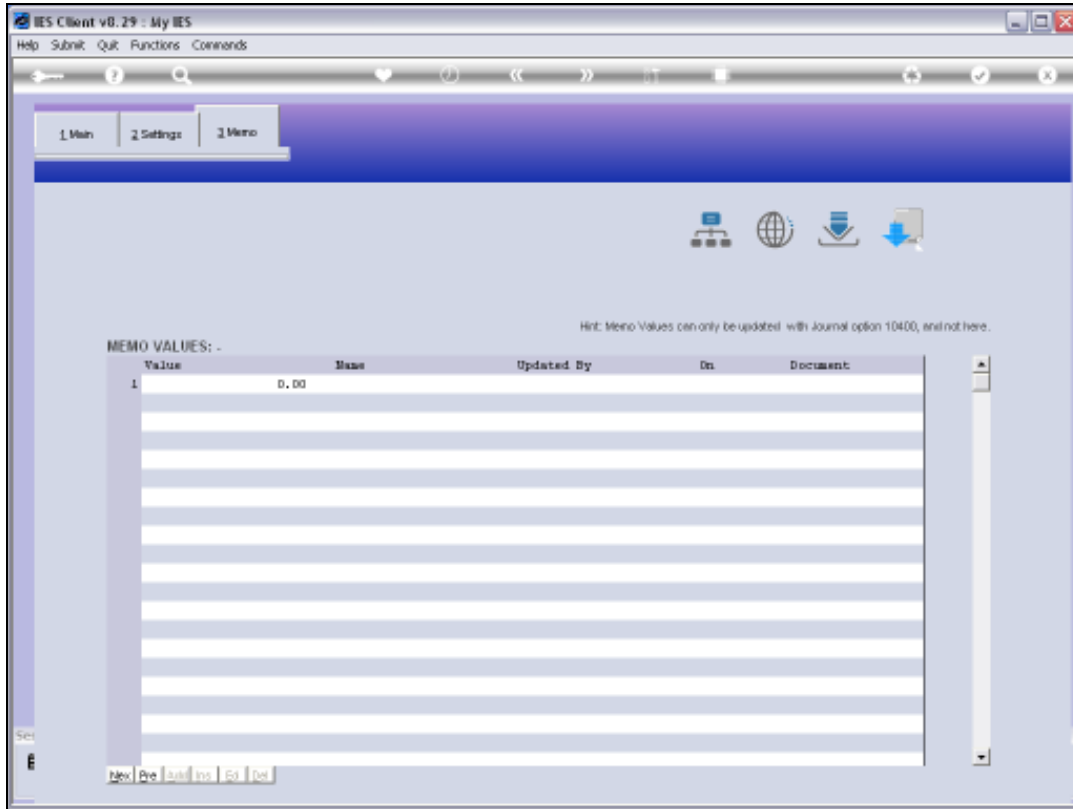 IES Client v8.29 : My IES
Help Submit Quit Functions Commands
1 Main 2 Settings 3 Memo
Hint: Memo Values can only be updated with Journal option 10400, and not here.
MEMO VALUES: -
Value Name Updated By On Document
1 0.00
Ses
Nex Pre Add Ins Ed Del